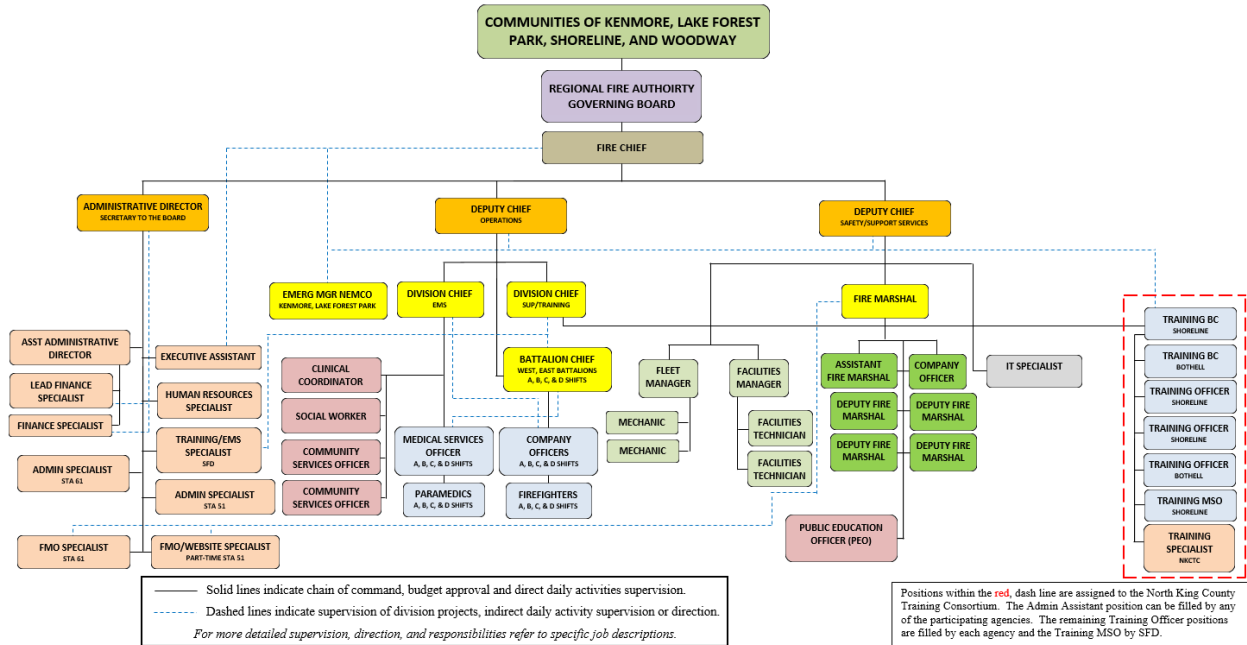 COMMUNITIES OF KENMORE, LAKE FOREST
PARK, SHORELINE, AND WOODWAY
REGIONAL FIRE AUTHOIRTY
GOVERNING BOARD
FIRE CHIEF
ADMINISTRATIVE DIRECTOR
SECRETARY TO THE BOARD
DEPUTY CHIEF
OPERATIONS
DEPUTY CHIEF
SAFETY/SUPPORT SERVICES
EMERG MGR NEMCO
KENMORE, LAKE FOREST PARK
DIVISION CHIEF
EMS
DIVISION CHIEF
SUP/TRAINING
FIRE MARSHAL
ASST ADMINISTRATIVE
DIRECTOR
EXECUTIVE ASSISTANT
LEAD FINANCE
SPECIALIST
HUMAN RESOURCES
SPECIALIST
FINANCE SPECIALIST
TRAINING/EMS
SPECIALIST
SFD
ADMIN SPECIALIST
STA 61
ADMIN SPECIALIST
STA 51
FMO SPECIALIST
STA 61
FMO/WEBSITE SPECIALIST
PART-TIME STA 51
CLINICAL
COORDINATOR
SOCIAL WORKER
COMMUNITY
SERVICES OFFICER
COMMUNITY
SERVICES OFFICER
BATTALION CHIEF
WEST, EAST BATTALIONS
A, B, C, & D SHIFTS
MEDICAL SERVICES
OFFICER
A, B, C, & D SHIFTS
PARAMEDICS
A, B, C, & D SHIFTS
COMPANY
OFFICERS
A, B, C, & D SHIFTS
FIREFIGHTERS
A, B, C, & D SHIFTS
FLEET
MANAGER
MECHANIC
MECHANIC
FACILITIES
MANAGER
FACILITIES
TECHNICIAN
FACILITIES
TECHNICIAN
ASSISTANT
FIRE MARSHAL
COMPANY
OFFICER
DEPUTY FIRE
MARSHAL
DEPUTY FIRE
MARSHAL
DEPUTY FIRE
MARSHAL
DEPUTY FIRE
MARSHAL
PUBLIC EDUCATION
OFFICER (PEO)
IT SPECIALIST
TRAINING BC
SHORELINE
TRAINING BC
BOTHELL
TRAINING OFFICER
SHORELINE
TRAINING OFFICER
SHORELINE
TRAINING OFFICER
BOTHELL
TRAINING MSO
SHORELINE
TRAINING
SPECIALIST
NKCTC
Solid lines indicate chain of command, budget approval and direct daily activities supervision.
Dashed lines indicate supervision of division projects, indirect daily activity supervision or direction.
For more detailed supervision, direction, and responsibilities refer to specific job descriptions.
Positions within the red, dash line are assigned to the North King County
Training Consortium. The Admin Assistant position can be filled by any
of the participating agencies. The remaining Training Officer positions
are filled by each agency and the Training MSO by SFD.